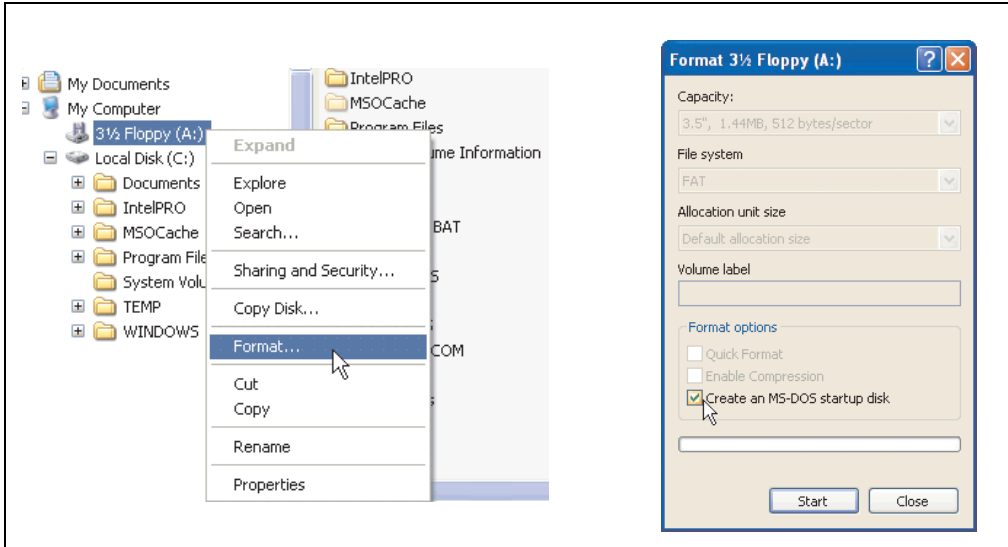 My Documents
My Computer
3½ Floppy (A:)
Local Disk (C:)
Documents
IntelPRO
MSOCache
Program File
System Volu
TEMP
WINDOWS
IntelPRO
MSOCache
Program Files
ume Information
BAT
S
COM
Expand
Explore
Open
Search...
Sharing and Security...
Copy Disk...
Format...
Cut
Copy
Rename
Properties
Format 3½ Floppy (A:)
Capacity:
3.5", 1.44MB, 512 bytes/sector
File system
FAT
Allocation unit size
Default allocation size
Volume label
Format options
Quick Format
Enable Compression
Create an MS-DOS startup disk
Start
Close